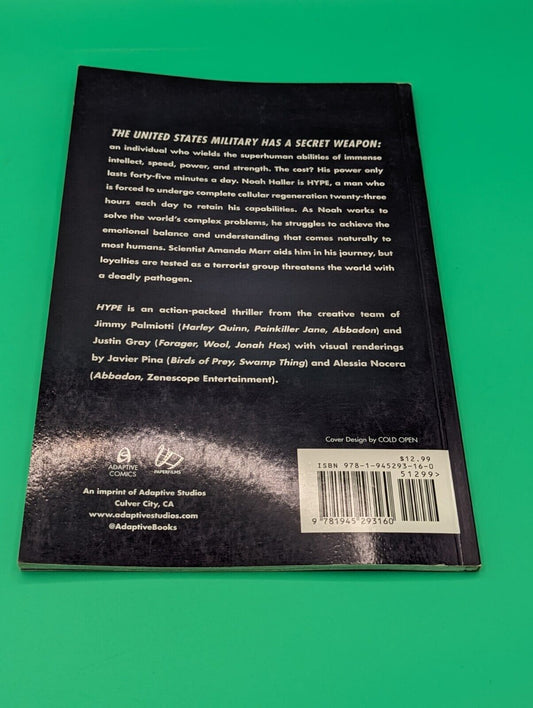 THE UNITED STATES MILITARY HAS A SECRET WEAPON:
an individual who wields the superhuman abilities of immense
intellect, speed, power, and strength. The cost? His power only
lasts forty-five minutes a day. Noah Haller is HYPE, a man who
is forced to undergo complete cellular regeneration twenty-three
hours each day to retain his capabilities. As Noah works to
solve the world's complex problems, he struggles to achieve the
emotional balance and understanding that comes naturally to
most humans. Scientist Amanda Marr aids him in his journey, but
loyalties are tested as a terrorist group threatens the world with
a deadly pathogen.
HYPE is an action-packed thriller from the creative team of
Jimmy Palmiotti (Harley Quinn, Painkiller Jane, Abbadon) and
Justin Gray (Forager, Wool, Jonah Hex) with visual renderings
by Javier Pina (Birds of Prey, Swamp Thing) and Alessia Nocera
(Abbadon, Zenescope Entertainment).
Cover Design by COLD OPEN
ADAPTIVE
COMICS
PAPERFILMS
An imprint of Adaptive Studios
Culver City, CA
www.adaptivestudios.com
@AdaptiveBooks
$12.99
ISBN 978-1-945293-16-0
51299>
9 781945 293160